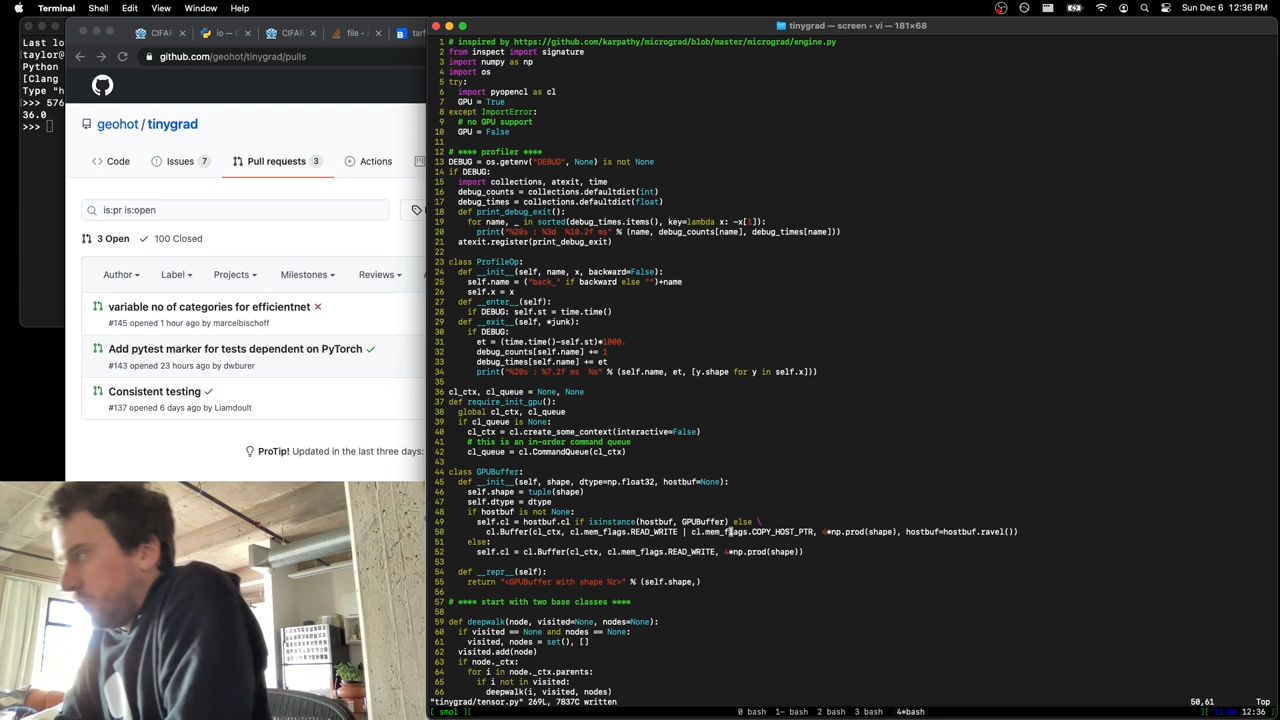 Terminal Shell Edit View Window Help
Sun Dec 6 12:36 PM
Last lo
taylor@
Python
[Clang
Type "h
>>> 576
36.0
>>>
CIFAR
io — C
CIFAR
file -
tarf
github.com/geohot/tinygrad/pulls
geohot / tinygrad
Code
Issues 7
Pull requests 3
Actions
is:pr is:open
3 Open 100 Closed
Author Label Projects Milestones Reviews
variable no of categories for efficientnet
#145 opened 1 hour ago by marcelbischoff
Add pytest marker for tests dependent on PyTorch
#143 opened 23 hours ago by dwburer
Consistent testing
#137 opened 6 days ago by Liamdoult
ProTip! Updated in the last three days:
tinygrad — screen • vi — 181×68
1 # inspired by https://github.com/karpathy/micrograd/blob/master/micrograd/engine.py
2 from inspect import signature
3 import numpy as np
4 import os
5 try:
6 import pyopencl as cl
7 GPU = True
8 except ImportError:
9 # no GPU support
10 GPU = False
11
12 # **** profiler ****
13 DEBUG = os.getenv("DEBUG", None) is not None
14 if DEBUG:
15 import collections, atexit, time
16 debug_counts = collections.defaultdict(int)
17 debug_times = collections.defaultdict(float)
18 def print_debug_exit():
19 for name, _ in sorted(debug_times.items(), key=lambda x: -x[1]):
20 print("%20s : %3d %10.2f ms" % (name, debug_counts[name], debug_times[name]))
21 atexit.register(print_debug_exit)
22
23 class ProfileOp:
24 def __init__(self, name, x, backward=False):
25 self.name = ("back_" if backward else "")+name
26 self.x = x
27 def __enter__(self):
28 if DEBUG: self.st = time.time()
29 def __exit__(self, *junk):
30 if DEBUG:
31 et = (time.time()-self.st)*1000.
32 debug_counts[self.name] += 1
33 debug_times[self.name] += et
34 print("%20s : %7.2f ms %s" % (self.name, et, [y.shape for y in self.x]))
35
36 cl_ctx, cl_queue = None, None
37 def require_init_gpu():
38 global cl_ctx, cl_queue
39 if cl_queue is None:
40 cl_ctx = cl.create_some_context(interactive=False)
41 # this is an in-order command queue
42 cl_queue = cl.CommandQueue(cl_ctx)
43
44 class GPUBuffer:
45 def __init__(self, shape, dtype=np.float32, hostbuf=None):
46 self.shape = tuple(shape)
47 self.dtype = dtype
48 if hostbuf is not None:
49 self.cl = hostbuf.cl if isinstance(hostbuf, GPUBuffer) else \
50 cl.Buffer(cl_ctx, cl.mem_flags.READ_WRITE | cl.mem_flags.COPY_HOST_PTR, 4*np.prod(shape), hostbuf=hostbuf.ravel())
51 else:
52 self.cl = cl.Buffer(cl_ctx, cl.mem_flags.READ_WRITE, 4*np.prod(shape))
53
54 def __repr__(self):
55 return "<GPUBuffer with shape %r>" % (self.shape,)
56
57 # **** start with two base classes ****
58
59 def deepwalk(node, visited=None, nodes=None):
60 if visited == None and nodes == None:
61 visited, nodes = set(), []
62 visited.add(node)
63 if node._ctx:
64 for i in node._ctx.parents:
65 if i not in visited:
66 deepwalk(i, visited, nodes)
"tinygrad/tensor.py" 269L, 7837C written 50,61 Top
[ smol ][ 0 bash 1- bash 2 bash 3 bash 4*bash ][ 12/06 12:36